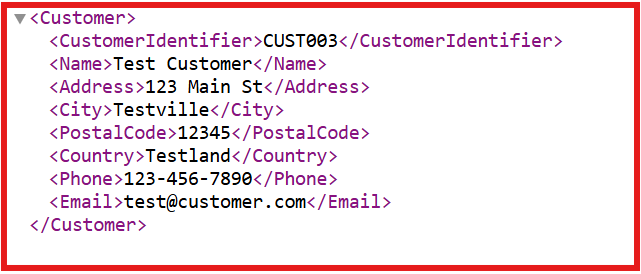 <Customer>
<CustomerIdentifier>CUST003</CustomerIdentifier>
<Name>Test Customer</Name>
<Address>123 Main St</Address>
<City>Testville</City>
<PostalCode>12345</PostalCode>
<Country>Testland</Country>
<Phone>123-456-7890</Phone>
<Email>test@customer.com</Email>
</Customer>